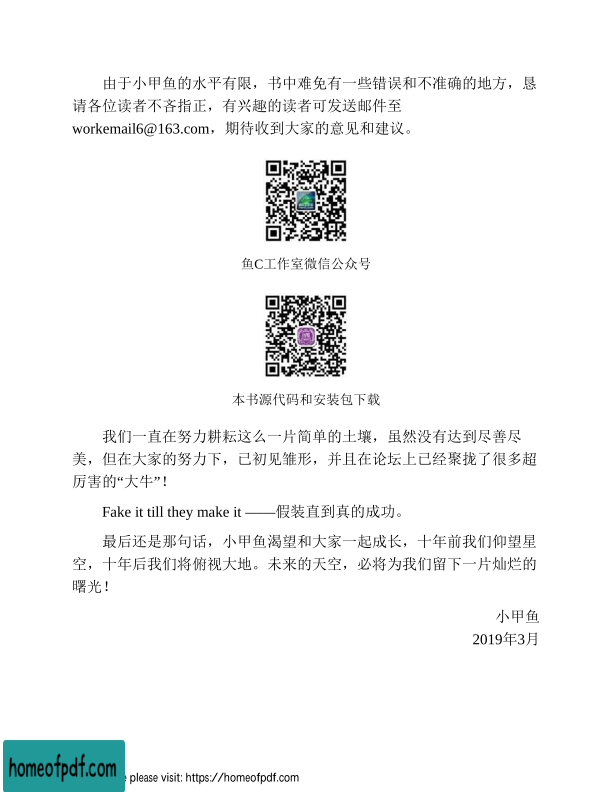 由于小甲鱼的水平有限，书中难免有一些错误和不准确的地方，恳
请各位读者不吝指正，有兴趣的读者可发送邮件至
workemail6@163.com，期待收到大家的意见和建议。
鱼C工作室微信公众号
本书源代码和安装包下载
我们一直在努力耕耘这么一片简单的土壤，虽然没有达到尽善尽
美，但在大家的努力下，已初见雏形，并且在论坛上已经聚拢了很多超
厉害的“大牛”！
Fake it till they make it ——假装直到真的成功。
最后还是那句话，小甲鱼渴望和大家一起成长，十年前我们仰望星
空，十年后我们将俯视大地。未来的天空，必将为我们留下一片灿烂的
曙光！
小甲鱼
2019年3月
homeofpdf.com
e please visit: https://homeofpdf.com